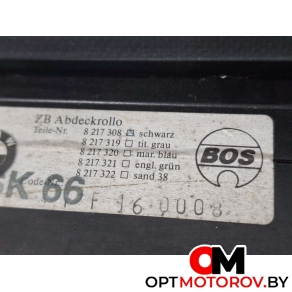 ZB Abdeckrollo
Teile-Nr. 8 217 308 schwarz
8 217 319 tit. grau
8 217 320 mar. blau
8 217 321 engl. grün
8 217 322 sand 38
BOS
K 66
F 16 0008
OPTМОТОРОV.BY